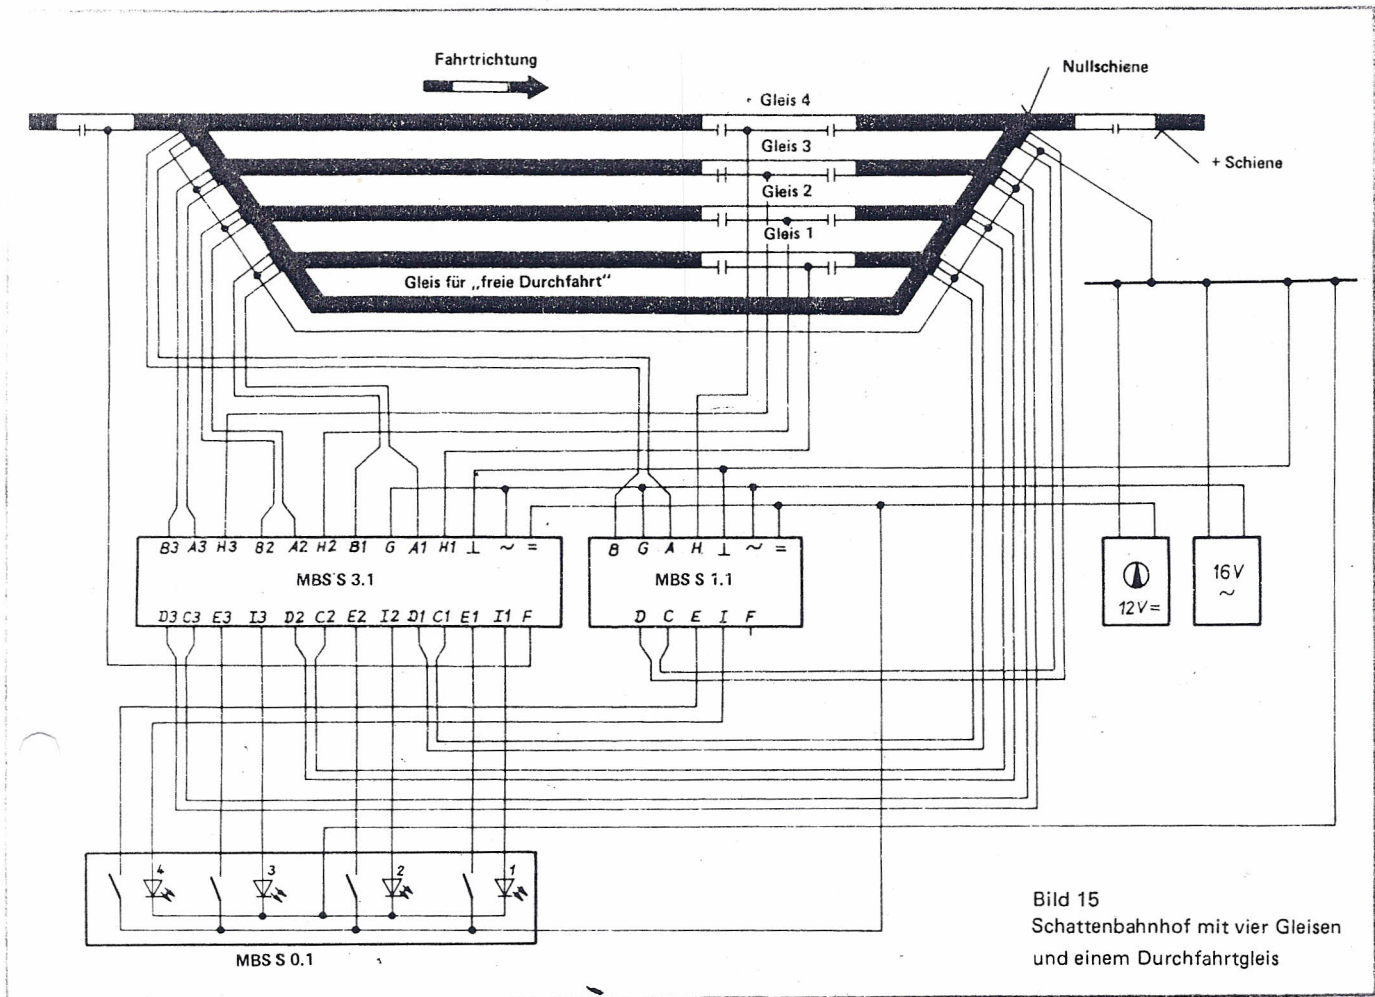 Fahrtrichtung
Nullschiene
Gleis 4
Gleis 3
+ Schiene
Gleis 2
Gleis 1
Gleis für „freie Durchfahrt"
B3 A3 H3 B2 A2 H2 B1 G A1 H1 ⊥ ~ =
B G A H ⊥ ~ =
MBS S 3.1
MBS S 1.1
16V
~
12V=
D3 C3 E3 I3 D2 C2 E2 I2 D1 C1 E1 I1 F
D C E I F
4 3 2 1
MBS S 0.1
Bild 15
Schattenbahnhof mit vier Gleisen
und einem Durchfahrtgleis